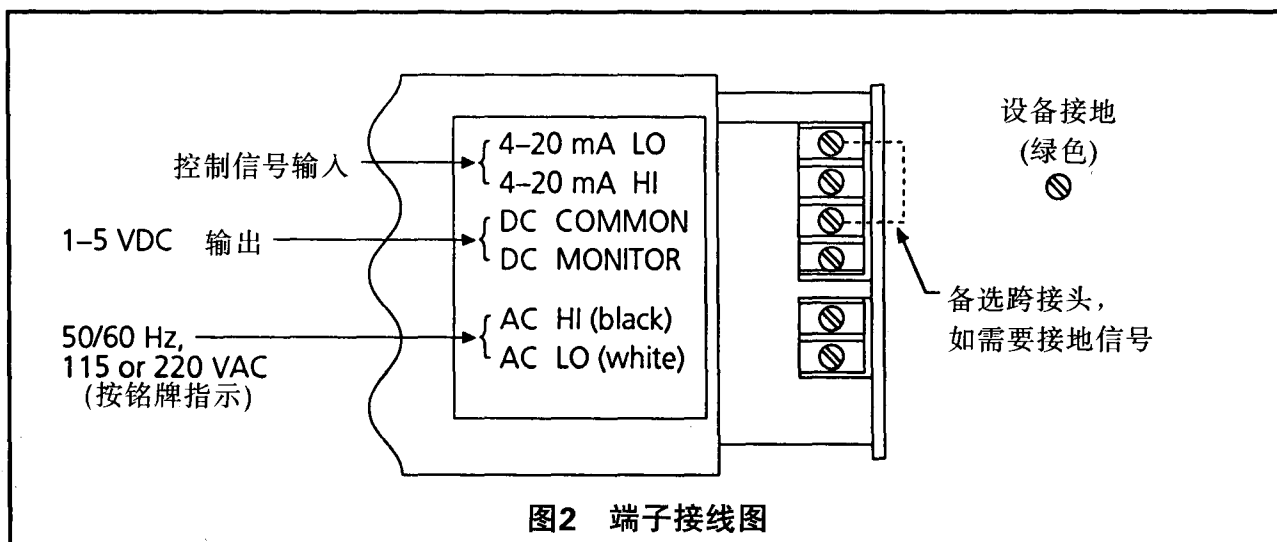 控制信号输入
4–20 mA LO
4–20 mA HI
1–5 VDC 输出
DC COMMON
DC MONITOR
50/60 Hz,
115 or 220 VAC
(按铭牌指示)
AC HI (black)
AC LO (white)
设备接地
(绿色)
备选跨接头，
如需要接地信号
图2 端子接线图